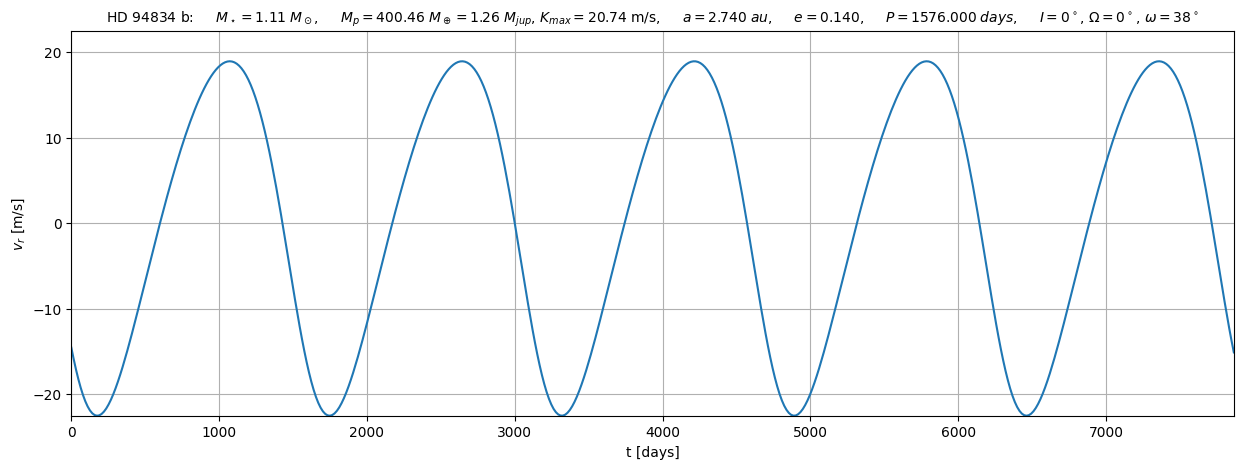 HD 94834 b: M⋆ = 1.11 M⊙, Mp = 400.46 M⊕ = 1.26 Mjup, Kmax = 20.74 m/s, a = 2.740 au, e = 0.140, P = 1576.000 days, I = 0°, Ω = 0°, ω = 38°
20
10
0
−10
−20
vr [m/s]
0 1000 2000 3000 4000 5000 6000 7000
t [days]